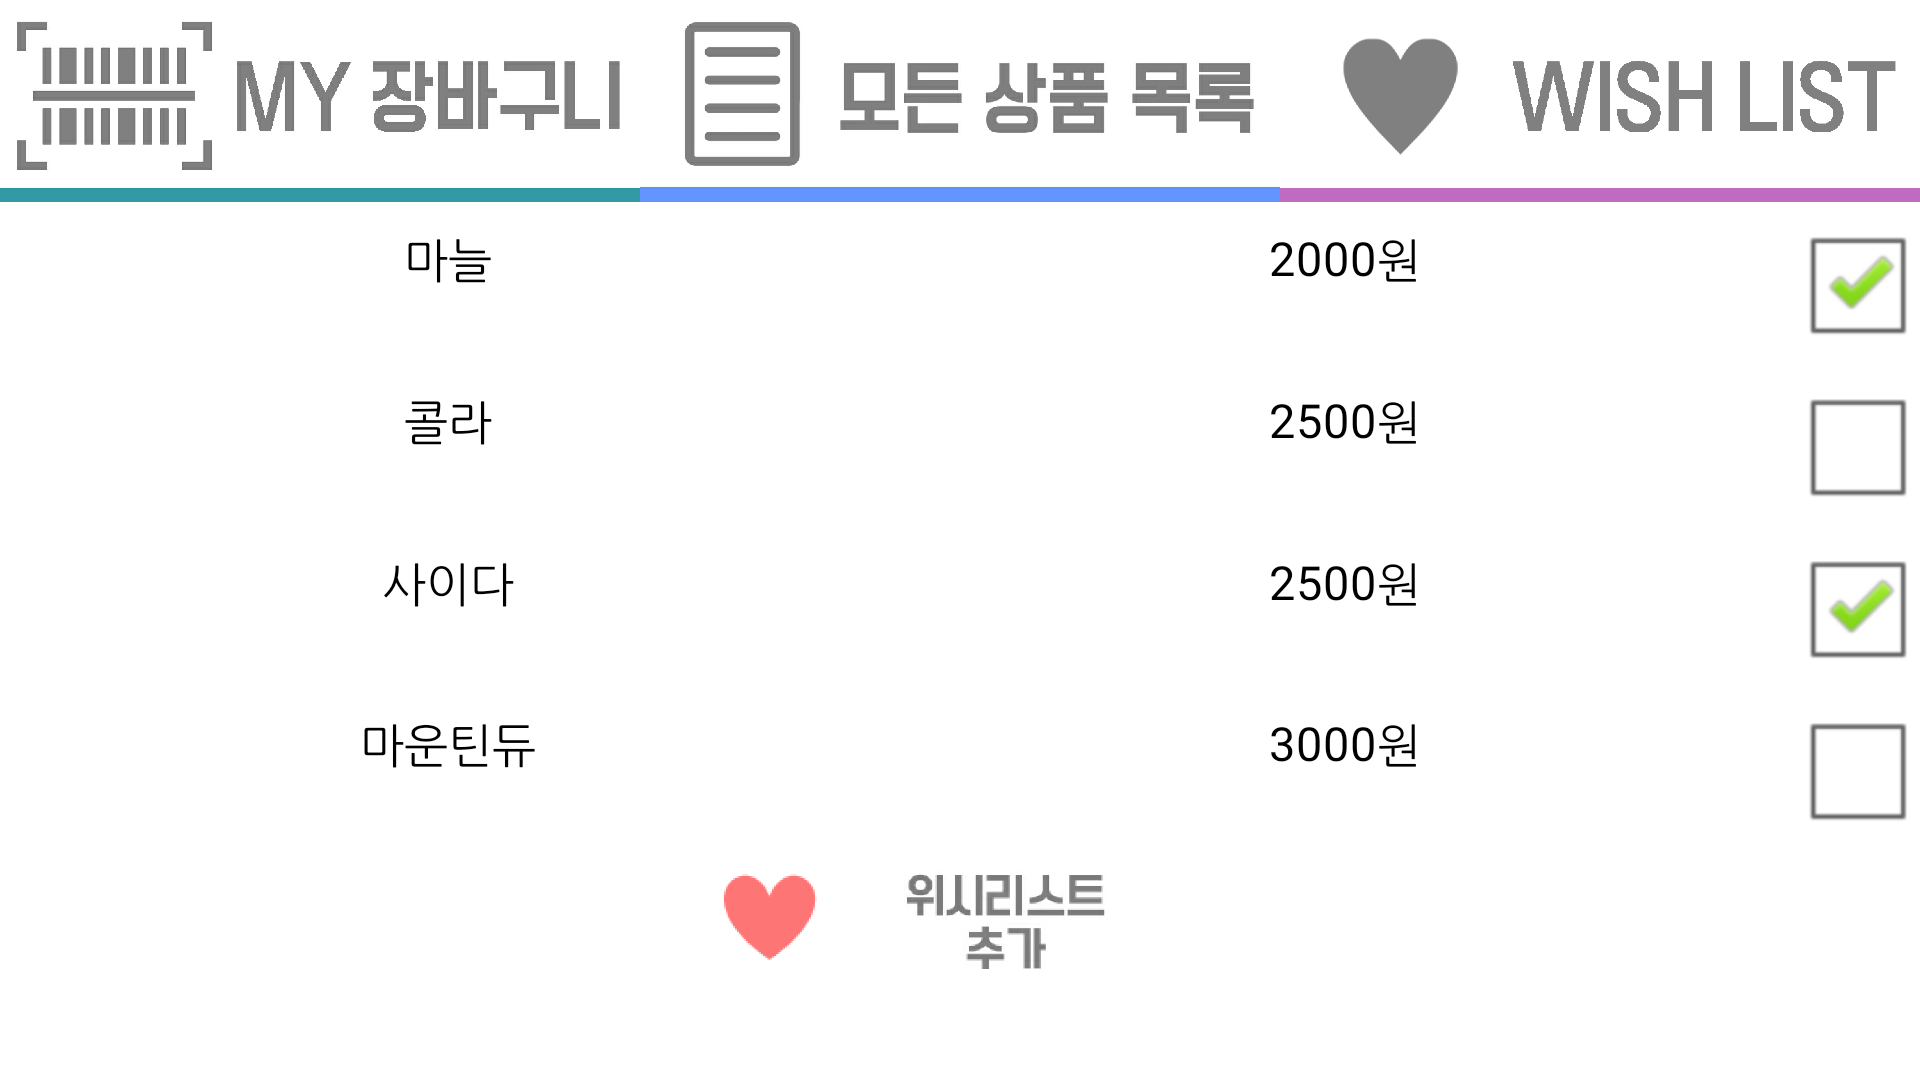 MY 장바구니
모든 상품 목록
WISH LIST
마늘 2000원
콜라 2500원
사이다 2500원
마운틴듀 3000원
위시리스트
추가